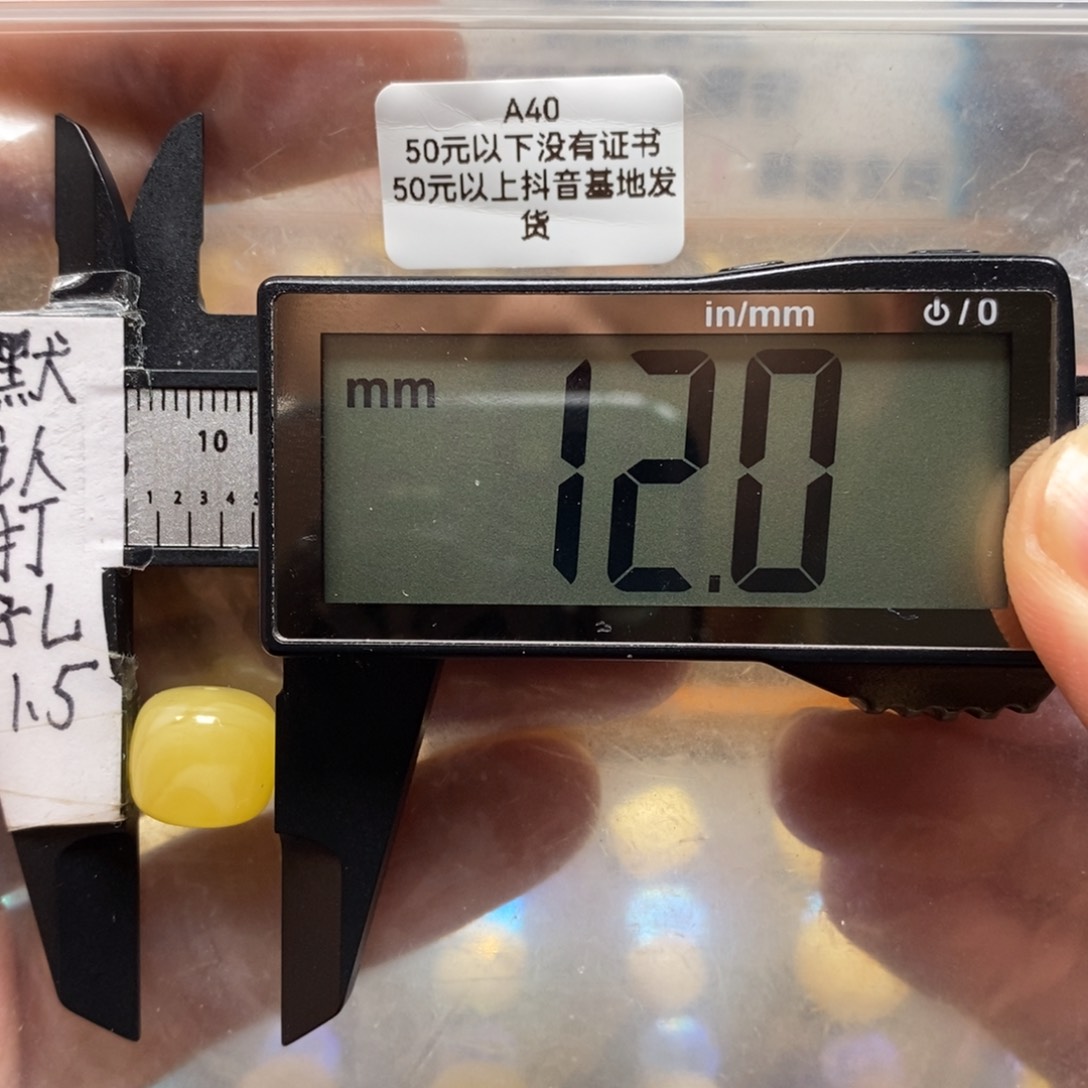 A40
50元以下没有证书
50元以上抖音基地发
货
in/mm
⏻/0
mm
12.0
10
1 2 3 4 5
默
认
打
孔
1.5